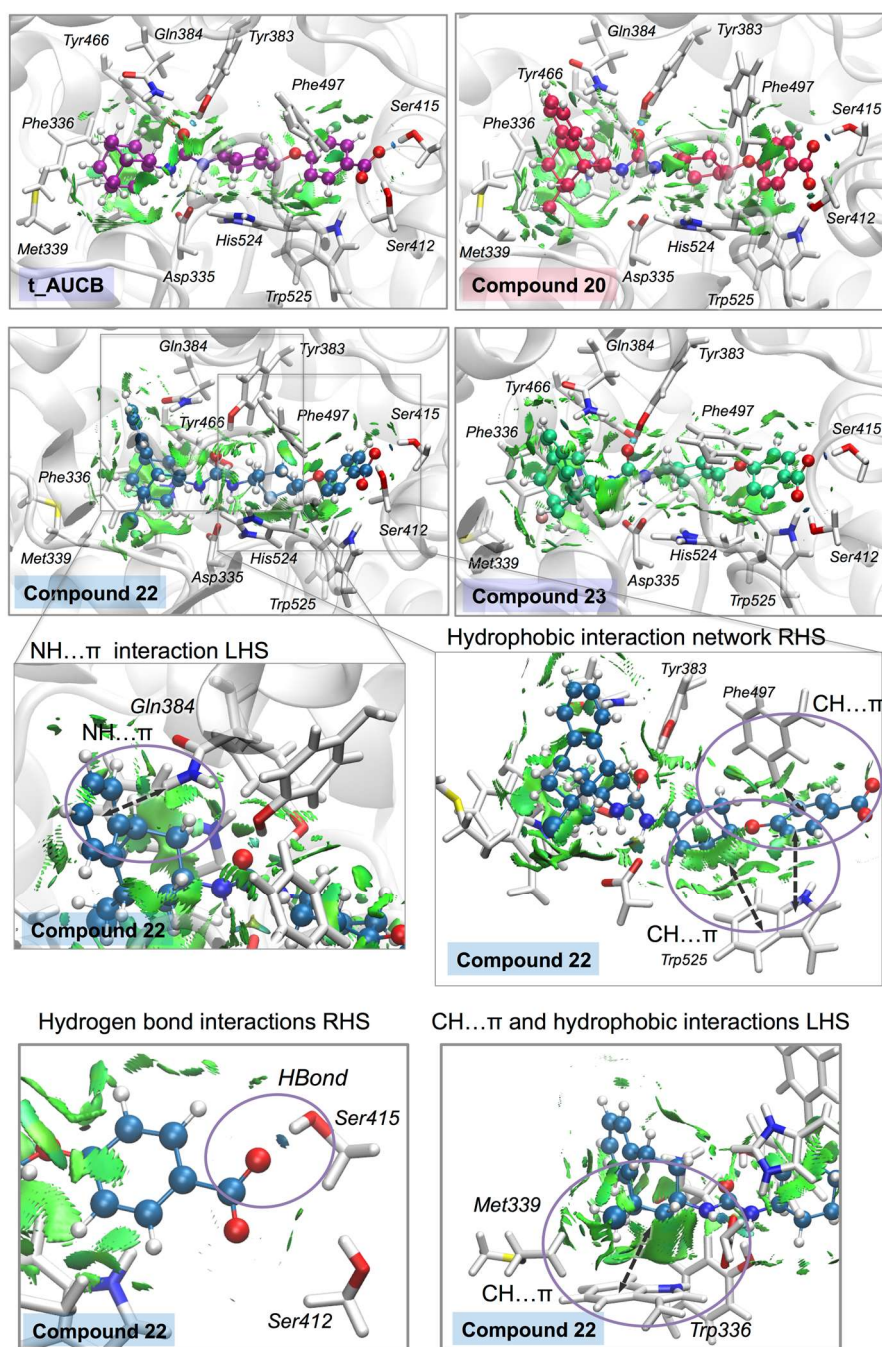 Gln384
Tyr383
Tyr466
Phe497
Ser415
Phe336
Met339
His524
Ser412
Asp335
t_AUCB
Trp525
Gln384
Tyr383
Tyr466
Phe497
Ser415
Phe336
Met339
His524
Ser412
Asp335
Compound 20
Trp525
Gln384
Tyr383
Tyr466
Phe497
Ser415
Phe336
Met339
His524
Ser412
Asp335
Compound 22
Trp525
Gln384
Tyr383
Tyr466
Phe497
Phe336
Ser415
Met339
His524
Ser412
Asp335
Compound 23
Trp525
NH…π interaction LHS
Gln384
NH…π
Compound 22
Hydrophobic interaction network RHS
Tyr383
Phe497
CH…π
CH…π
Trp525
Compound 22
Hydrogen bond interactions RHS
HBond
Ser415
Ser412
Compound 22
CH…π and hydrophobic interactions LHS
Met339
CH…π
Compound 22
Trp336